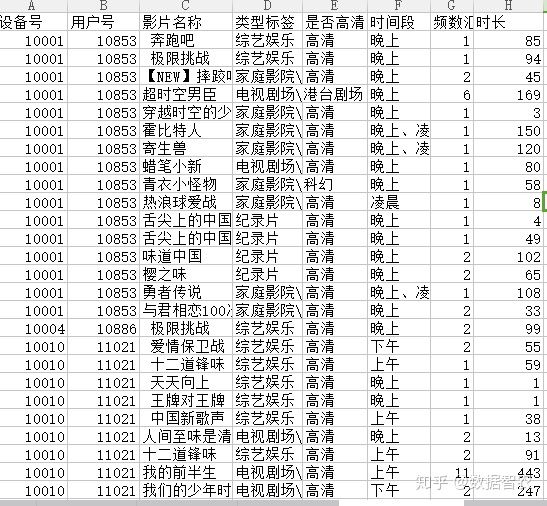 A B C D E F G H
设备号 用户号 影片名称 类型标签 是否高清 时间段 频数汇 时长
10001 10853 奔跑吧 综艺娱乐 高清 晚上 1 85
10001 10853 极限挑战 综艺娱乐 高清 晚上 1 94
10001 10853 【NEW】摔跤吧 家庭影院\ 高清 晚上 2 45
10001 10853 超时空男臣 电视剧场\港台剧场 高清 晚上 6 169
10001 10853 穿越时空的少 家庭影院\ 高清 晚上 1 3
10001 10853 霍比特人 家庭影院\ 高清 晚上、凌 1 150
10001 10853 寄生兽 家庭影院\ 高清 晚上、凌 1 120
10001 10853 蜡笔小新 电视剧场\ 高清 晚上 1 80
10001 10853 青衣小怪物 家庭影院\科幻 高清 晚上 1 58
10001 10853 热浪球爱战 家庭影院\ 高清 凌晨 1 8
10001 10853 舌尖上的中国 纪录片 高清 晚上 1 4
10001 10853 舌尖上的中国 纪录片 高清 晚上 1 49
10001 10853 味道中国 纪录片 高清 晚上 2 102
10001 10853 樱之味 纪录片 高清 晚上 2 65
10001 10853 勇者传说 家庭影院\ 高清 晚上、凌 1 108
10001 10853 与君相恋100次 家庭影院\ 高清 晚上 2 33
10004 10886 极限挑战 综艺娱乐 高清 晚上 2 99
10010 11021 爱情保卫战 综艺娱乐 高清 下午 2 55
10010 11021 十二道锋味 综艺娱乐 高清 上午 1 59
10010 11021 天天向上 综艺娱乐 高清 晚上 1 1
10010 11021 王牌对王牌 综艺娱乐 高清 晚上 1 1
10010 11021 中国新歌声 综艺娱乐 高清 上午 1 38
10010 11021 人间至味是清 电视剧场\ 高清 晚上 2 13
10010 11021 十二道锋味 综艺娱乐 高清 上午 2 91
10010 11021 我的前半生 电视剧场\ 高清 上午 11 443
10010 11021 我们的少年时 电视剧场\ 高清 下午 2 247
知乎 @数据智